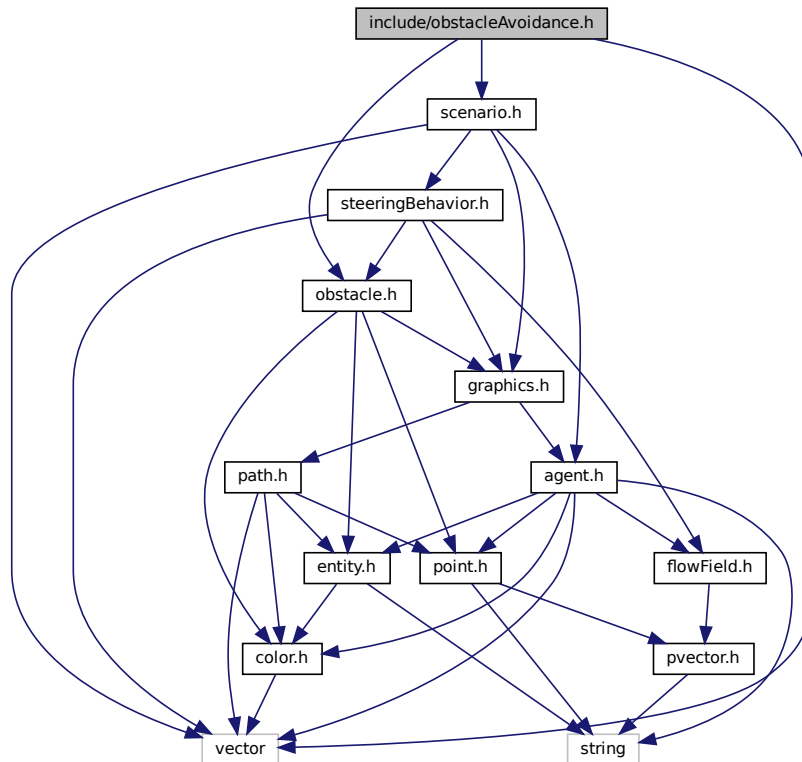 include/obstacleAvoidance.h
scenario.h
steeringBehavior.h
obstacle.h
graphics.h
path.h
agent.h
entity.h
point.h
flowField.h
color.h
pvector.h
vector
string